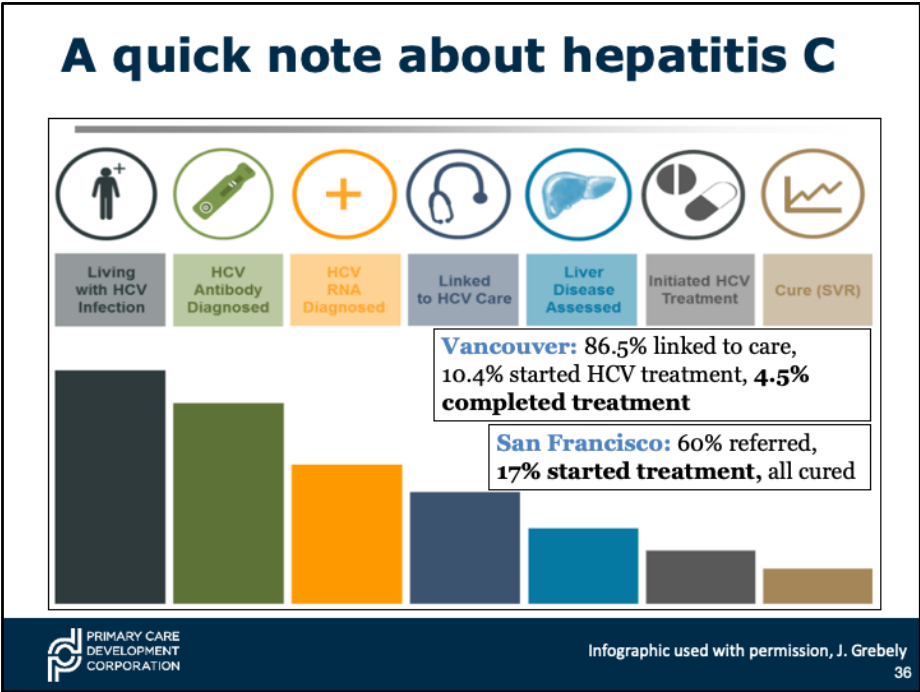 A quick note about hepatitis C
Living
with HCV
Infection
HCV
Antibody
Diagnosed
HCV
RNA
Diagnosed
Linked
to HCV Care
Liver
Disease
Assessed
Initiated HCV
Treatment
Cure (SVR)
Vancouver: 86.5% linked to care,
10.4% started HCV treatment, 4.5%
completed treatment
San Francisco: 60% referred,
17% started treatment, all cured
PRIMARY CARE
DEVELOPMENT
CORPORATION
Infographic used with permission, J. Grebely
36